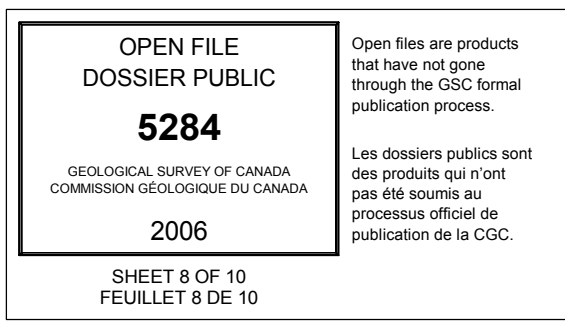 OPEN FILE
DOSSIER PUBLIC
5284
GEOLOGICAL SURVEY OF CANADA
COMMISSION GÉOLOGIQUE DU CANADA
2006
SHEET 8 OF 10
FEUILLET 8 DE 10
Open files are products
that have not gone
through the GSC formal
publication process.
Les dossiers publics sont
des produits qui n'ont
pas été soumis au
processus officiel de
publication de la CGC.